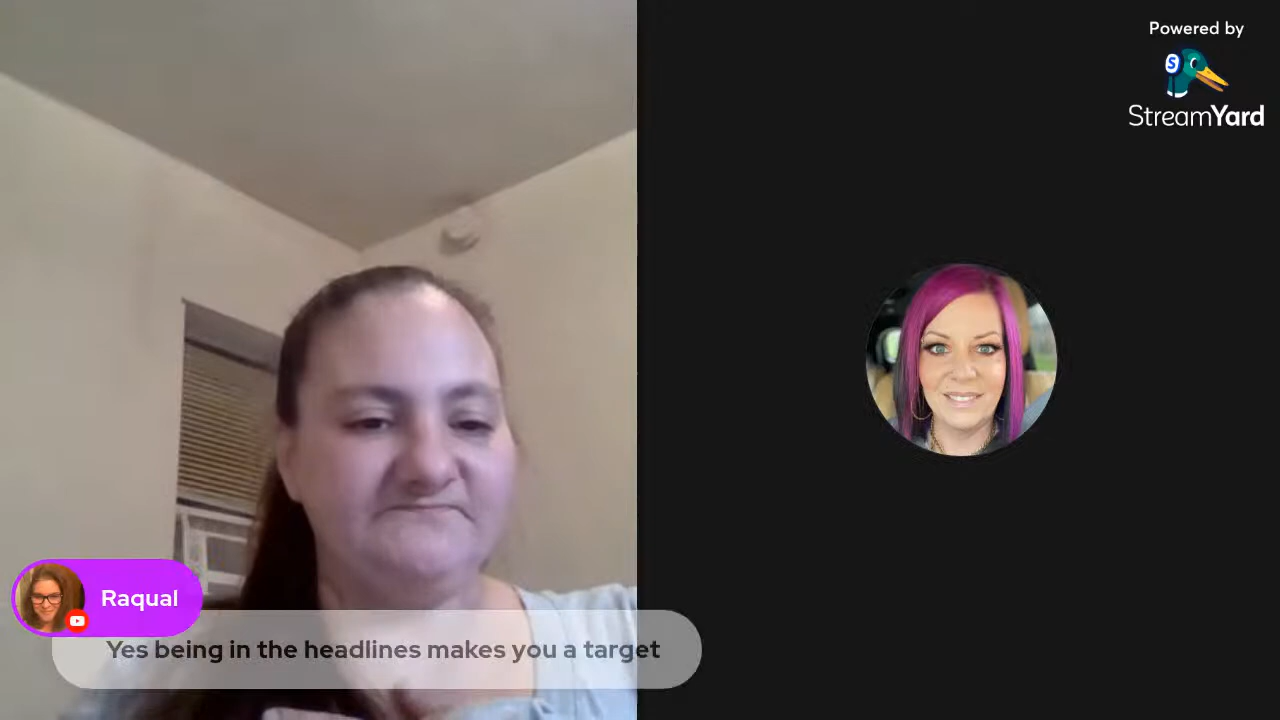 Powered by
S
StreamYard
Raqual
Yes being in the headlines makes you a target